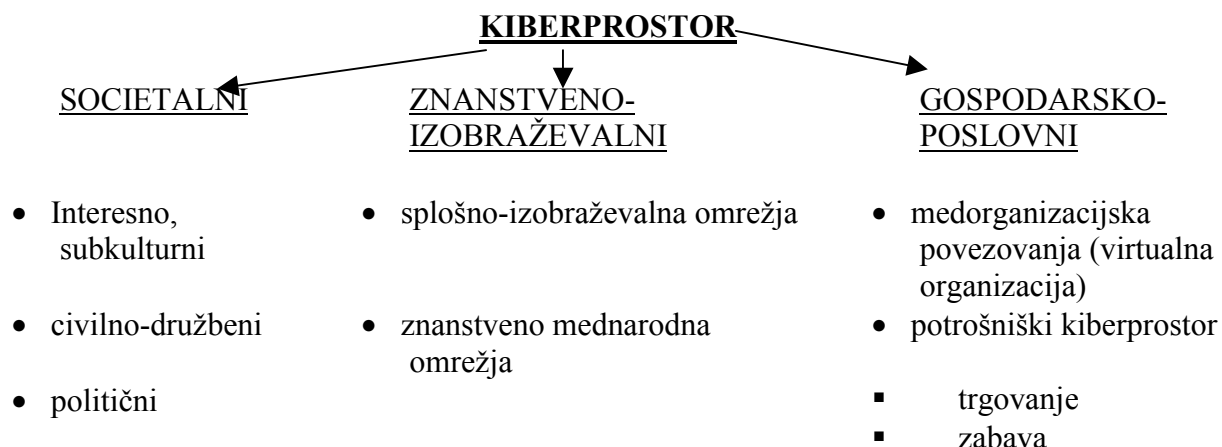 KIBERPROSTOR
SOCIETALNI
ZNANSTVENO-
IZOBRAŽEVALNI
GOSPODARSKO-
POSLOVNI
• Interesno,
subkulturni
• civilno-družbeni
• politični
• splošno-izobraževalna omrežja
• znanstveno mednarodna
omrežja
• medorganizacijska
povezovanja (virtualna
organizacija)
• potrošniški kiberprostor
▪ trgovanje
▪ zabava